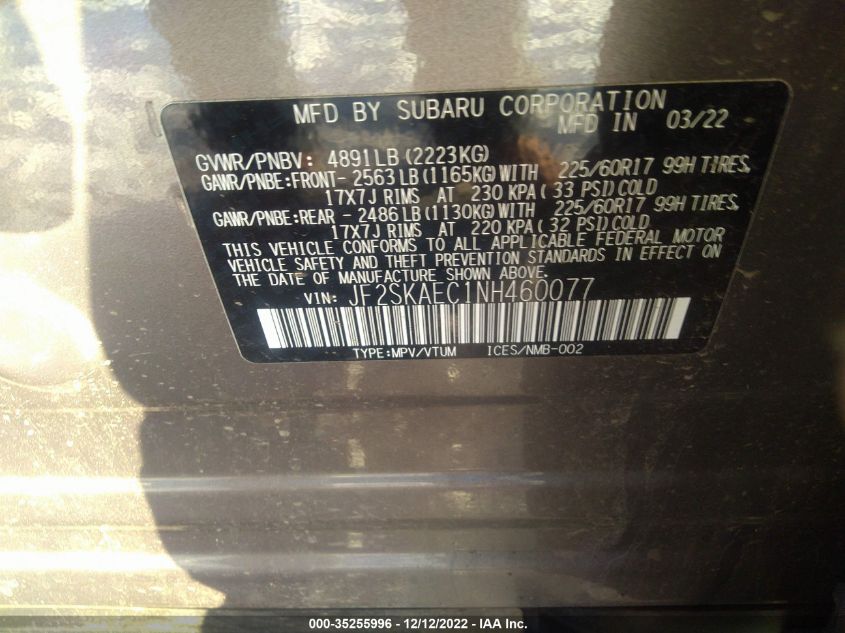 MFD BY SUBARU CORPORATION
MFD IN 03/22
GVWR/PNBV: 4891LB(2223KG)
GAWR/PNBE:FRONT- 2563LB(1165KG)WITH 225/60R17 99H TIRES,
17X7J RIMS AT 230 KPA( 33 PSI)COLD
GAWR/PNBE:REAR - 2486LB(1130KG)WITH 225/60R17 99H TIRES,
17X7J RIMS AT 220 KPA( 32 PSI)COLD
THIS VEHICLE CONFORMS TO ALL APPLICABLE FEDERAL MOTOR
VEHICLE SAFETY AND THEFT PREVENTION STANDARDS IN EFFECT ON
THE DATE OF MANUFACTURE SHOWN ABOVE.
VIN: JF2SKAEC1NH460077
TYPE:MPV/VTUM ICES/NMB-002
000-35255996 - 12/12/2022 - IAA Inc.